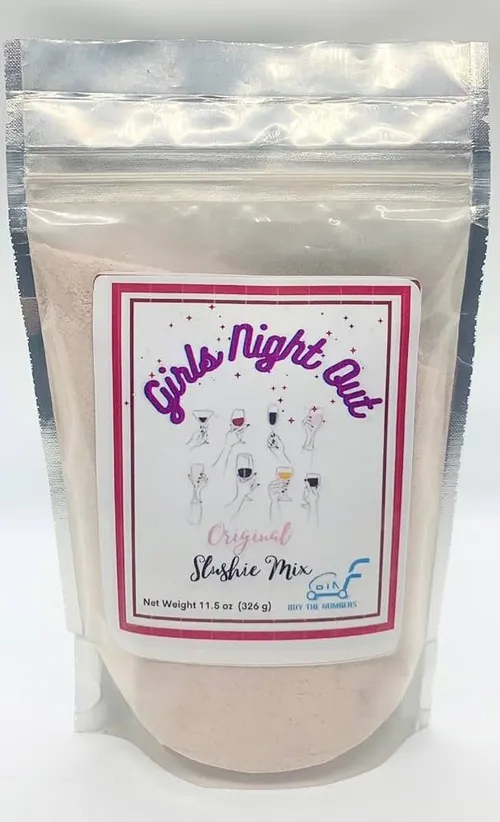 Girls Night Out
Original
Slushie Mix
Net Weight 11.5 oz (326 g)
BUY THE NUMBERS